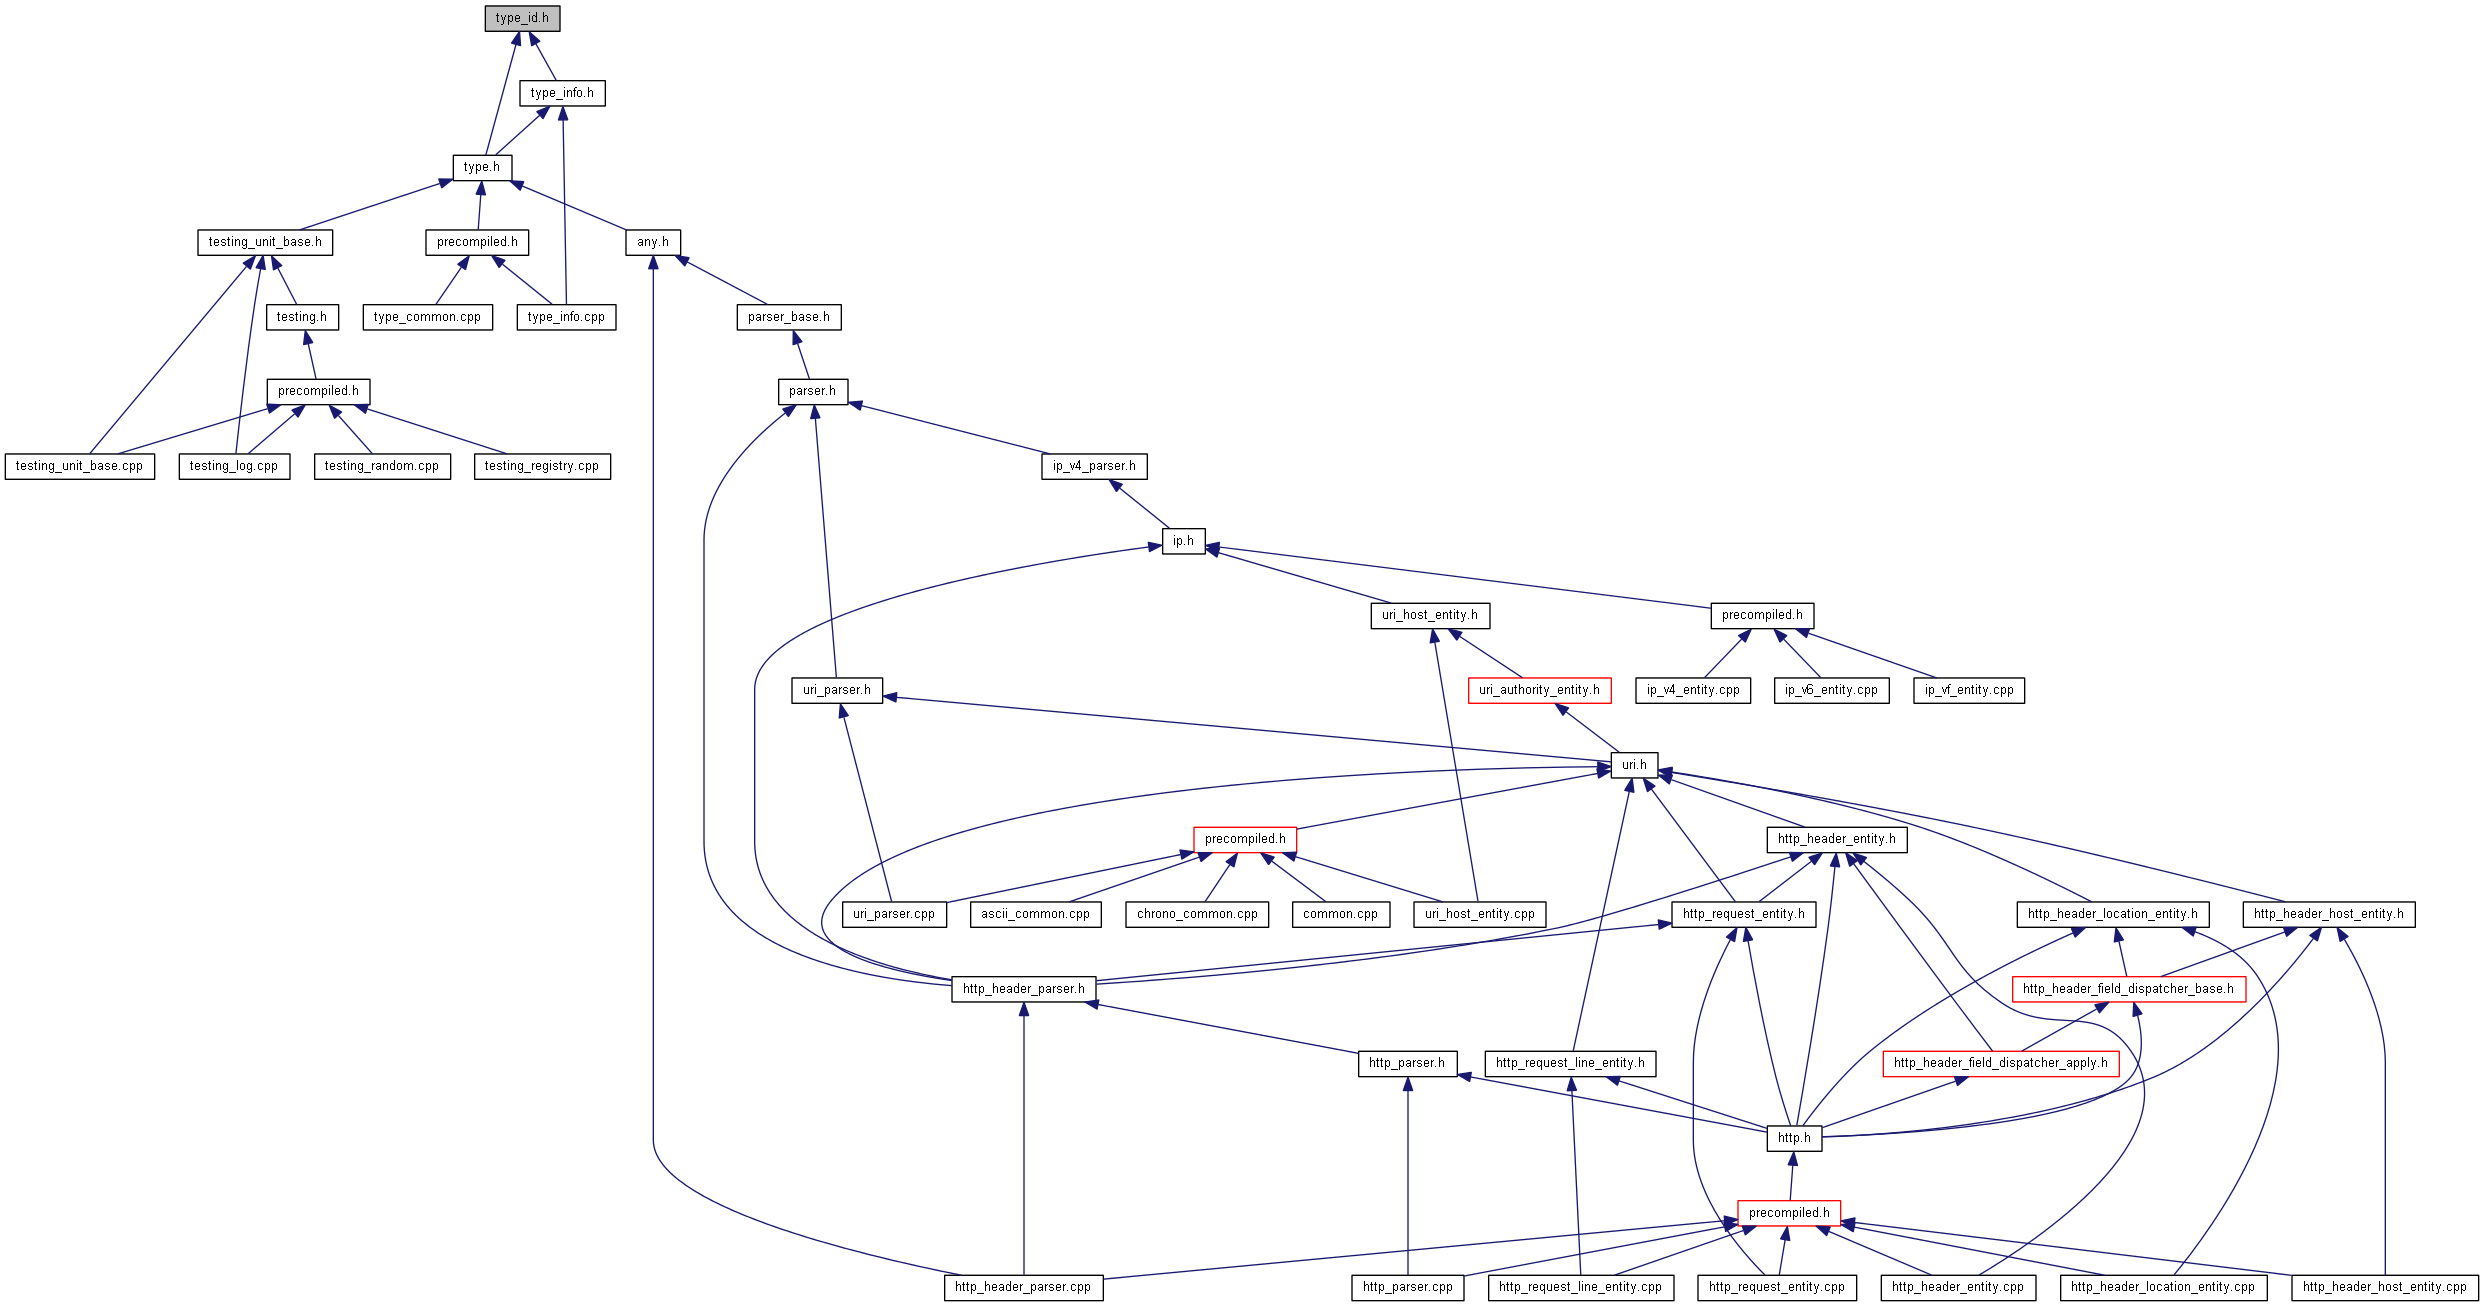 type_id.h
type_info.h
type.h
testing_unit_base.h
precompiled.h
any.h
testing.h
type_common.cpp
type_info.cpp
parser_base.h
precompiled.h
parser.h
testing_unit_base.cpp
testing_log.cpp
testing_random.cpp
testing_registry.cpp
ip_v4_parser.h
ip.h
uri_host_entity.h
precompiled.h
uri_parser.h
uri_authority_entity.h
ip_v4_entity.cpp
ip_v6_entity.cpp
ip_vf_entity.cpp
uri.h
precompiled.h
http_header_entity.h
uri_parser.cpp
ascii_common.cpp
chrono_common.cpp
common.cpp
uri_host_entity.cpp
http_request_entity.h
http_header_location_entity.h
http_header_host_entity.h
http_header_parser.h
http_header_field_dispatcher_base.h
http_parser.h
http_request_line_entity.h
http_header_field_dispatcher_apply.h
http.h
precompiled.h
http_header_parser.cpp
http_parser.cpp
http_request_line_entity.cpp
http_request_entity.cpp
http_header_entity.cpp
http_header_location_entity.cpp
http_header_host_entity.cpp